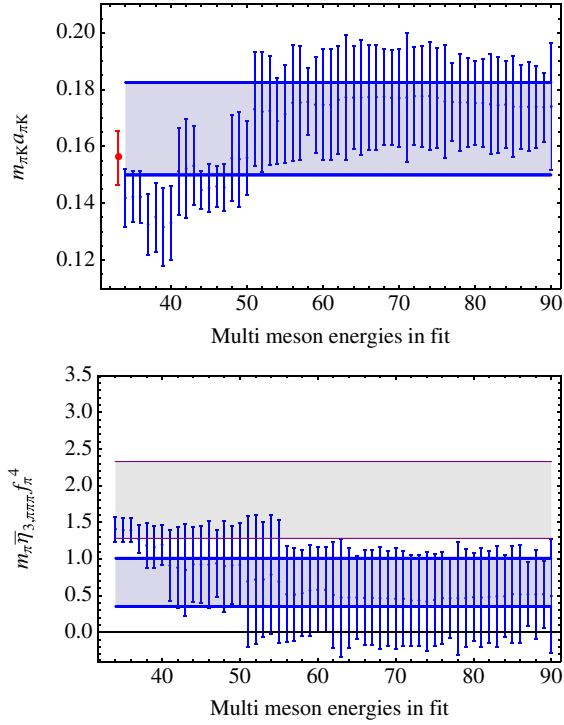 0.20
0.18
0.16
0.14
0.12
m_{πK} a_{πK}
40 50 60 70 80 90
Multi meson energies in fit
3.5
3.0
2.5
2.0
1.5
1.0
0.5
0.0
m_π η̅_{3,πππ} f_π^4
40 50 60 70 80 90
Multi meson energies in fit